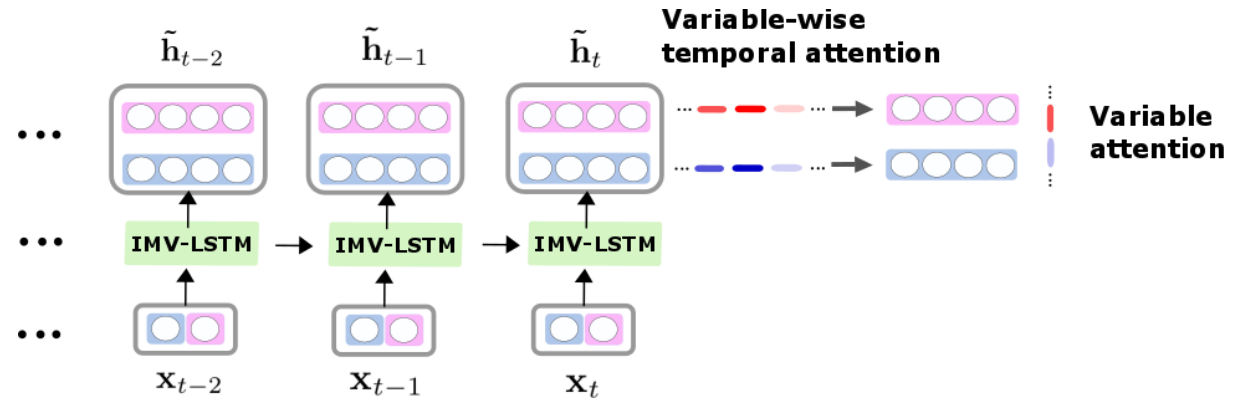 Variable-wise
temporal attention
h̃ₜ₋₂ h̃ₜ₋₁ h̃ₜ
... ... ...
... Variable
attention
... ...
...
... IMV-LSTM IMV-LSTM IMV-LSTM
...
xₜ₋₂ xₜ₋₁ xₜ